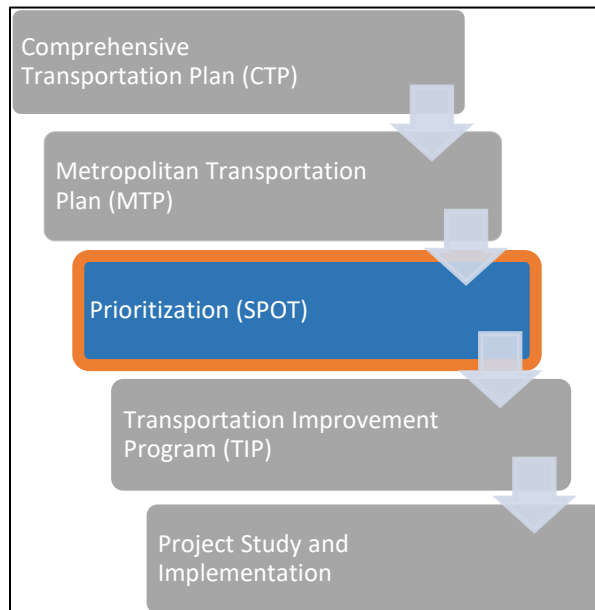 Comprehensive
Transportation Plan (CTP)
Metropolitan Transportation
Plan (MTP)
Prioritization (SPOT)
Transportation Improvement
Program (TIP)
Project Study and
Implementation